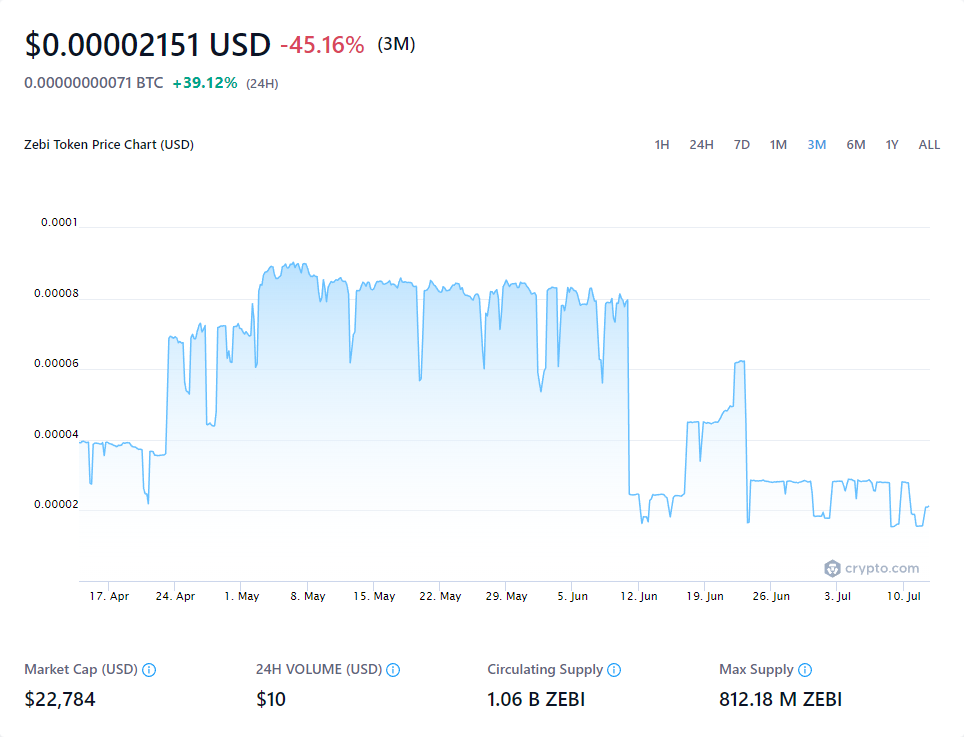 $0.00002151 USD -45.16% (3M)
0.00000000071 BTC +39.12% (24H)
Zebi Token Price Chart (USD) 1H 24H 7D 1M 3M 6M 1Y ALL
0.0001
0.00008
0.00006
0.00004
0.00002
crypto.com
17. Apr 24. Apr 1. May 8. May 15. May 22. May 29. May 5. Jun 12. Jun 19. Jun 26. Jun 3. Jul 10. Jul
Market Cap (USD) 24H VOLUME (USD) Circulating Supply Max Supply
$22,784 $10 1.06 B ZEBI 812.18 M ZEBI